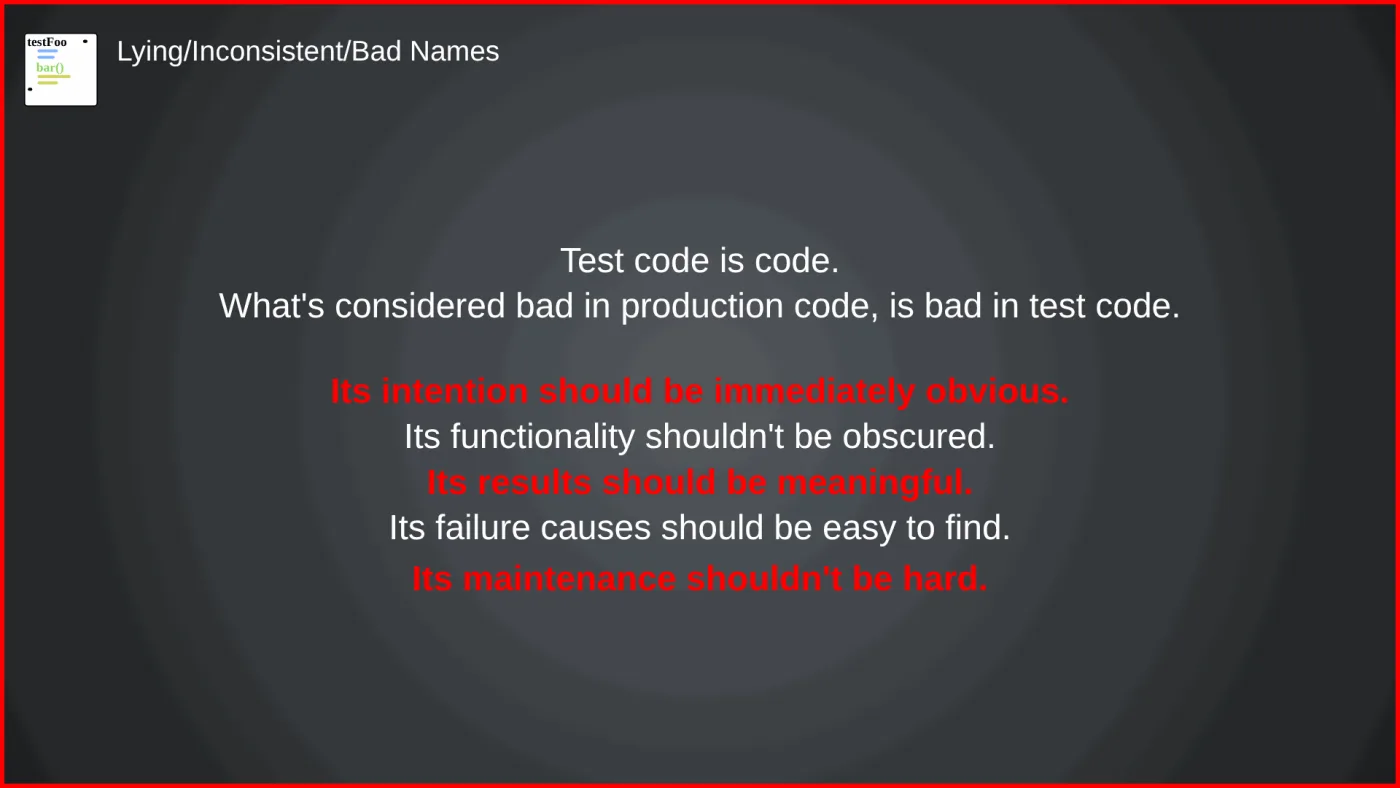 testFoo
bar()
Lying/Inconsistent/Bad Names
Test code is code.
What's considered bad in production code, is bad in test code.
Its intention should be immediately obvious.
Its functionality shouldn't be obscured.
Its results should be meaningful.
Its failure causes should be easy to find.
Its maintenance shouldn't be hard.